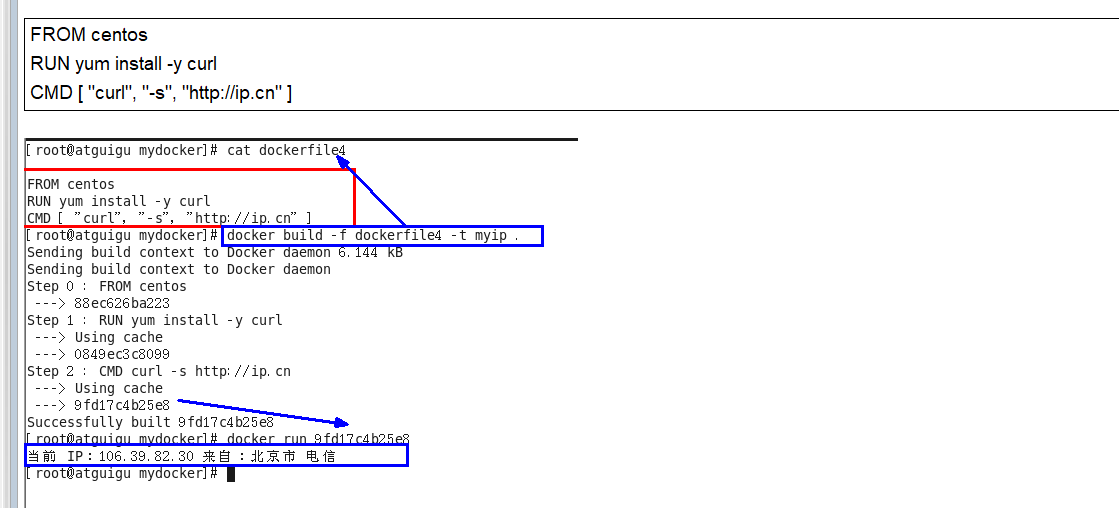 FROM centos
RUN yum install -y curl
CMD [ "curl", "-s", "http://ip.cn" ]
[root@atguigu mydocker]# cat dockerfile4
FROM centos
RUN yum install -y curl
CMD [ "curl", "-s", "http://ip.cn" ]
[root@atguigu mydocker]# docker build -f dockerfile4 -t myip .
Sending build context to Docker daemon 6.144 kB
Sending build context to Docker daemon
Step 0 : FROM centos
---> 88ec626ba223
Step 1 : RUN yum install -y curl
---> Using cache
---> 0849ec3c8099
Step 2 : CMD curl -s http://ip.cn
---> Using cache
---> 9fd17c4b25e8
Successfully built 9fd17c4b25e8
[root@atguigu mydocker]# docker run 9fd17c4b25e8
当前 IP：106.39.82.30 来自：北京市 电信
[root@atguigu mydocker]#